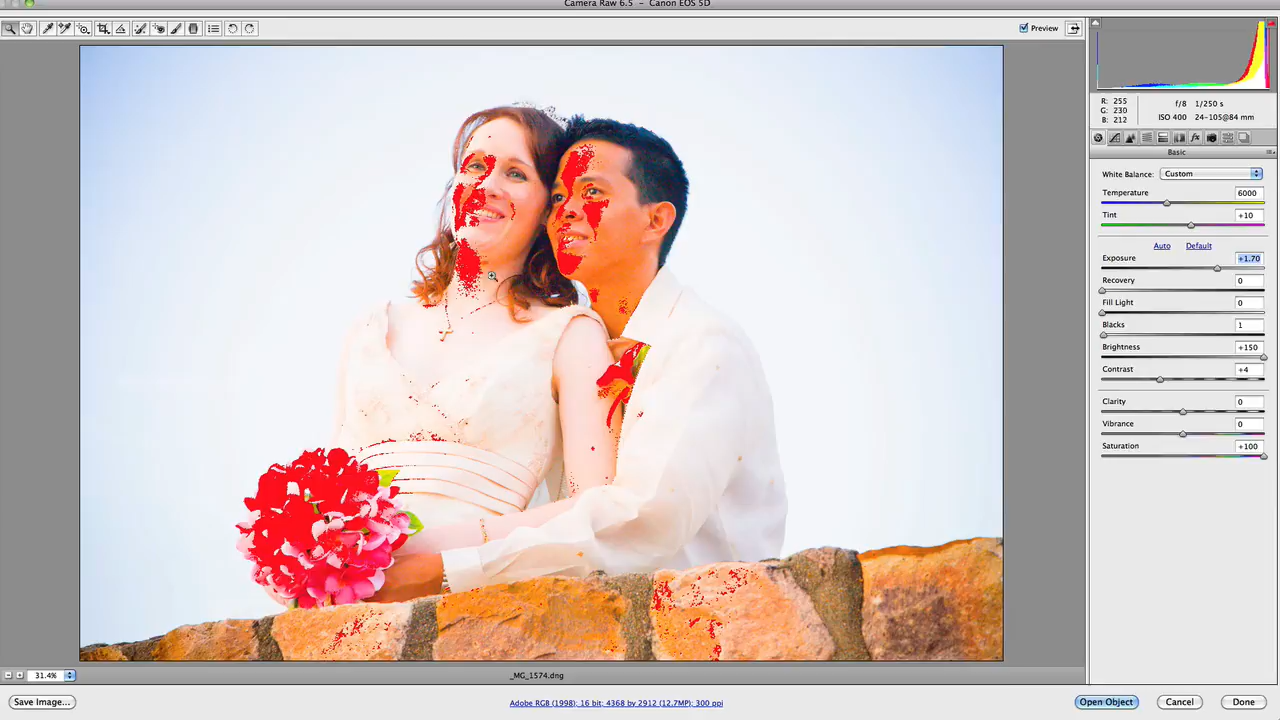 Camera Raw 6.5 – Canon EOS 5D
Preview
R: 255
G: 230
B: 212
f/8 1/250 s
ISO 400 24-105@84 mm
Basic
White Balance: Custom
Temperature 6000
Tint +10
Auto Default
Exposure +1.70
Recovery 0
Fill Light 0
Blacks 1
Brightness +150
Contrast +4
Clarity 0
Vibrance 0
Saturation +100
31.4%
_MG_1574.dng
Save Image...
Adobe RGB (1998); 16 bit; 4368 by 2912 (12.7MP); 300 ppi
Open Object
Cancel
Done